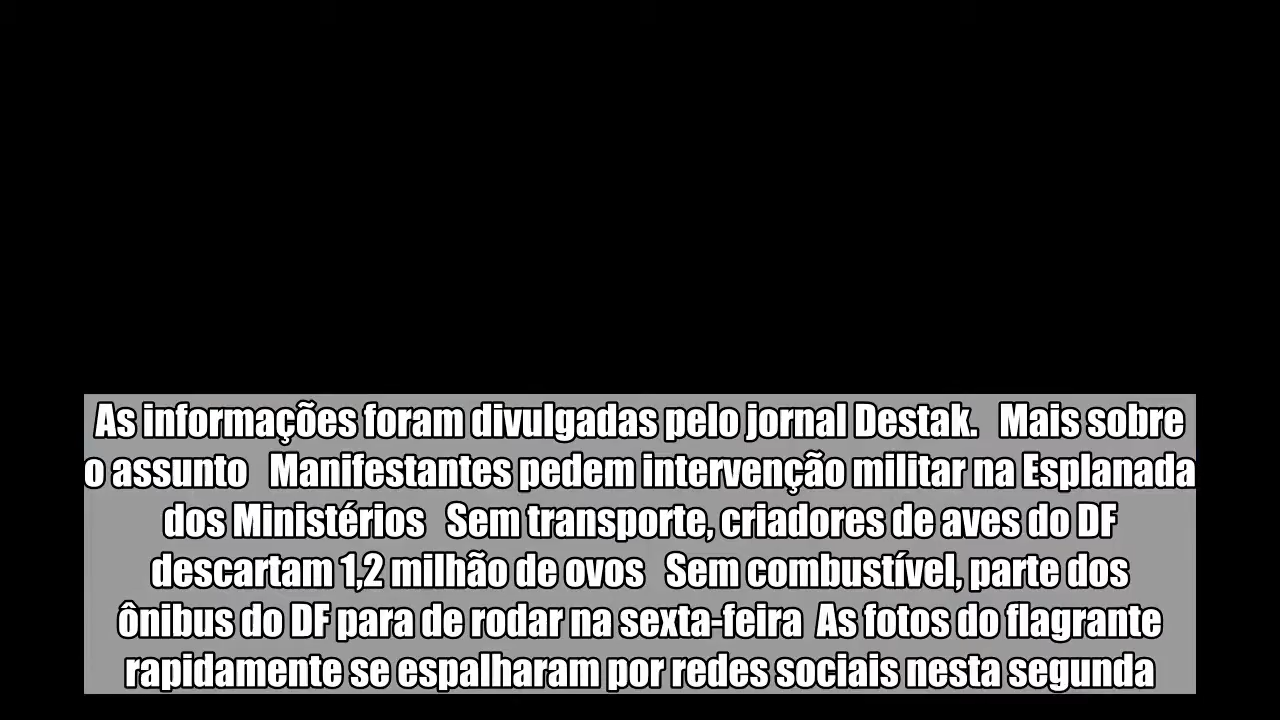 As informações foram divulgadas pelo jornal Destak.   Mais sobre
o assunto   Manifestantes pedem intervenção militar na Esplanada
dos Ministérios   Sem transporte, criadores de aves do DF
descartam 1,2 milhão de ovos   Sem combustível, parte dos
ônibus do DF para de rodar na sexta-feira  As fotos do flagrante
rapidamente se espalharam por redes sociais nesta segunda